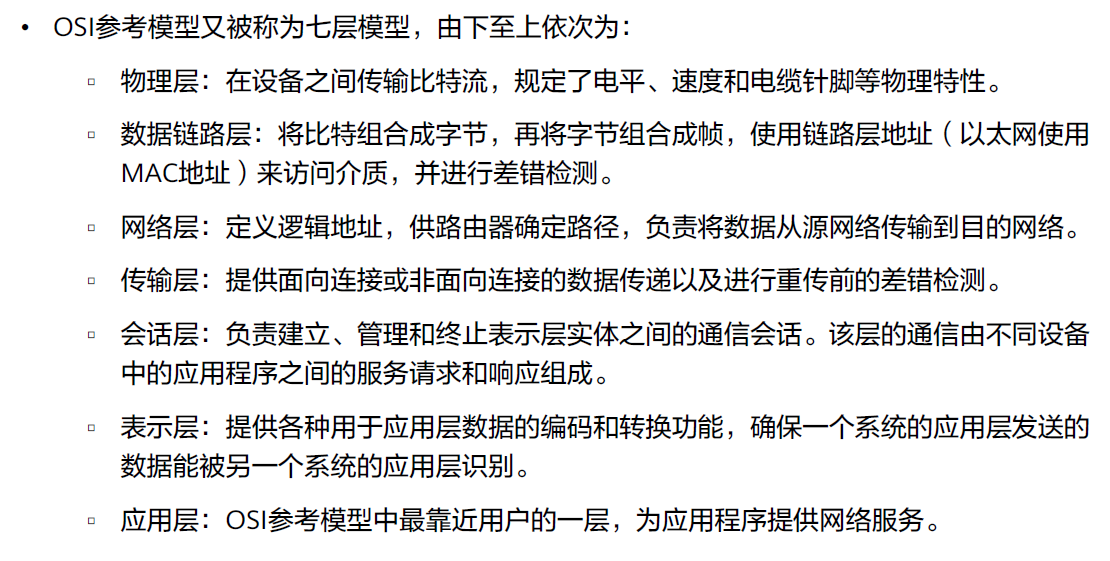 • OSI参考模型又被称为七层模型，由下至上依次为：
▫ 物理层：在设备之间传输比特流，规定了电平、速度和电缆针脚等物理特性。
▫ 数据链路层：将比特组合成字节，再将字节组合成帧，使用链路层地址（以太网使用
MAC地址）来访问介质，并进行差错检测。
▫ 网络层：定义逻辑地址，供路由器确定路径，负责将数据从源网络传输到目的网络。
▫ 传输层：提供面向连接或非面向连接的数据传递以及进行重传前的差错检测。
▫ 会话层：负责建立、管理和终止表示层实体之间的通信会话。该层的通信由不同设备
中的应用程序之间的服务请求和响应组成。
▫ 表示层：提供各种用于应用层数据的编码和转换功能，确保一个系统的应用层发送的
数据能被另一个系统的应用层识别。
▫ 应用层：OSI参考模型中最靠近用户的一层，为应用程序提供网络服务。